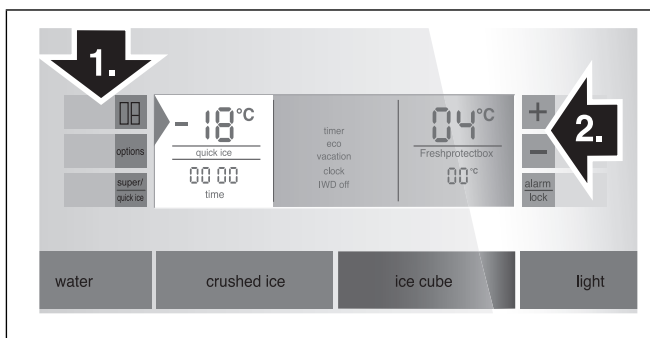 1.
options
super/
quick ice
- 18°C
quick ice
00 00
time
timer
eco
vacation
clock
IWD off
04°C
Freshprotectbox
00°C
+
-
alarm
lock
2.
water
crushed ice
ice cube
light